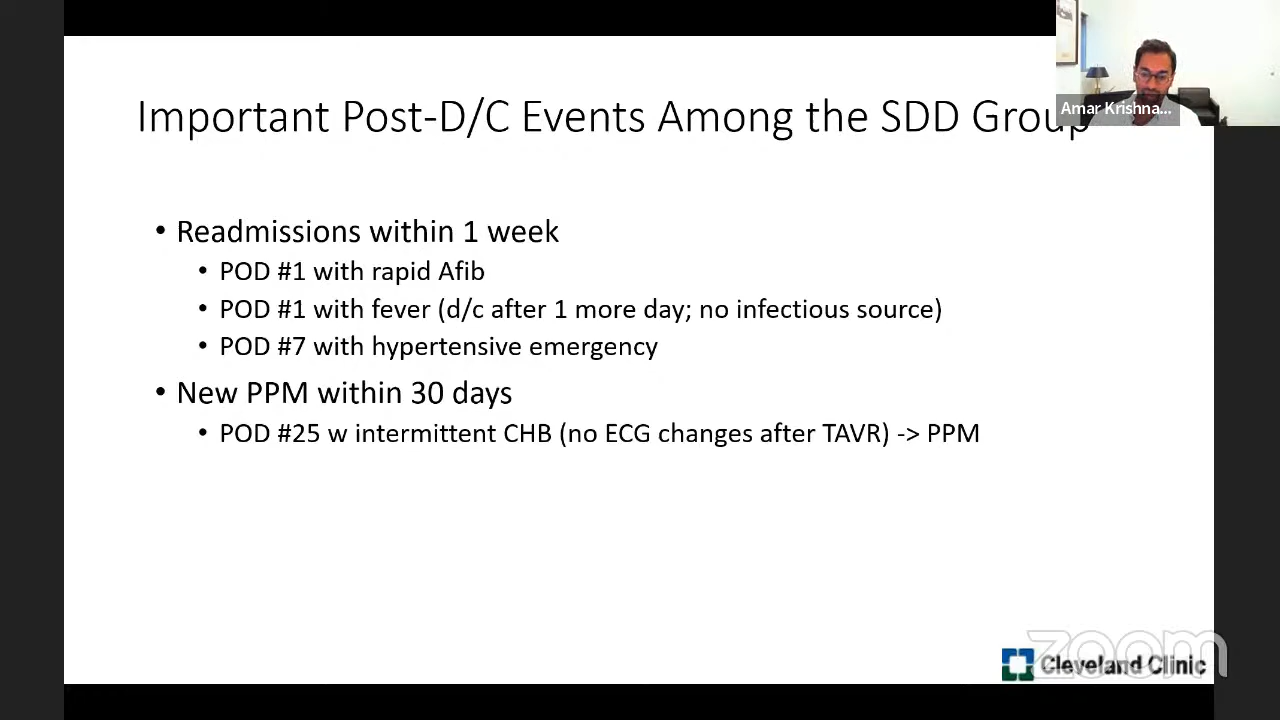 Important Post-D/C Events Among the SDD Group
Amar Krishna...
• Readmissions within 1 week
• POD #1 with rapid Afib
• POD #1 with fever (d/c after 1 more day; no infectious source)
• POD #7 with hypertensive emergency
• New PPM within 30 days
• POD #25 w intermittent CHB (no ECG changes after TAVR) -> PPM
zoom
Cleveland Clinic